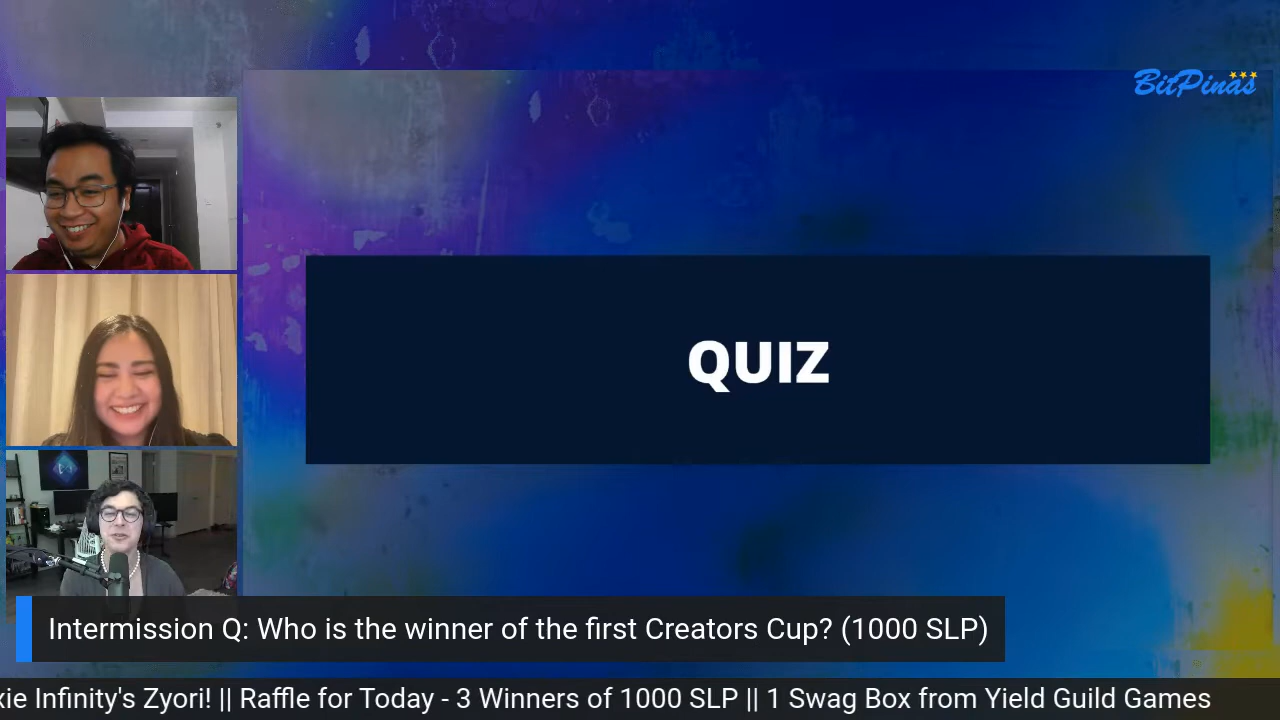 BitPinas
QUIZ
Intermission Q: Who is the winner of the first Creators Cup? (1000 SLP)
xie Infinity's Zyori! || Raffle for Today - 3 Winners of 1000 SLP || 1 Swag Box from Yield Guild Games